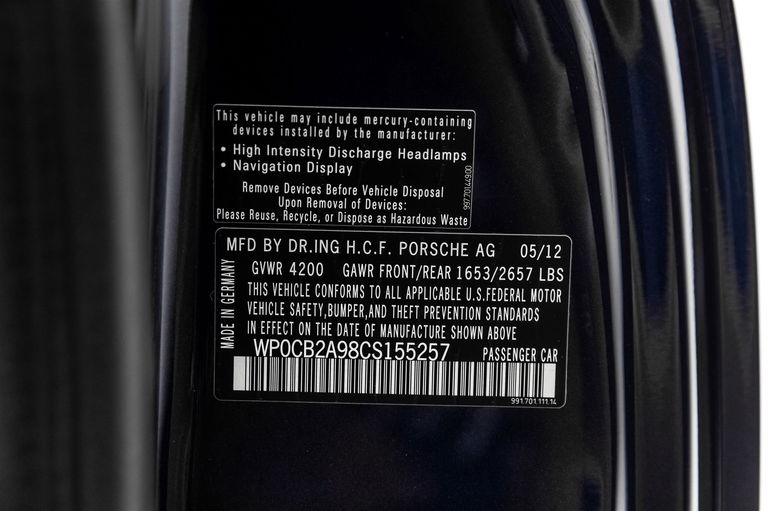 This vehicle may include mercury-containing
devices installed by the manufacturer:
• High Intensity Discharge Headlamps
• Navigation Display
Remove Devices Before Vehicle Disposal
Upon Removal of Devices:
Please Reuse, Recycle, or Dispose as Hazardous Waste
99770144900
MFD BY DR.ING H.C.F. PORSCHE AG 05/12
GVWR 4200 GAWR FRONT/REAR 1653/2657 LBS
THIS VEHICLE CONFORMS TO ALL APPLICABLE U.S.FEDERAL MOTOR
VEHICLE SAFETY,BUMPER,AND THEFT PREVENTION STANDARDS
IN EFFECT ON THE DATE OF MANUFACTURE SHOWN ABOVE
WP0CB2A98CS155257 PASSENGER CAR
MADE IN GERMANY
991.701.111.14